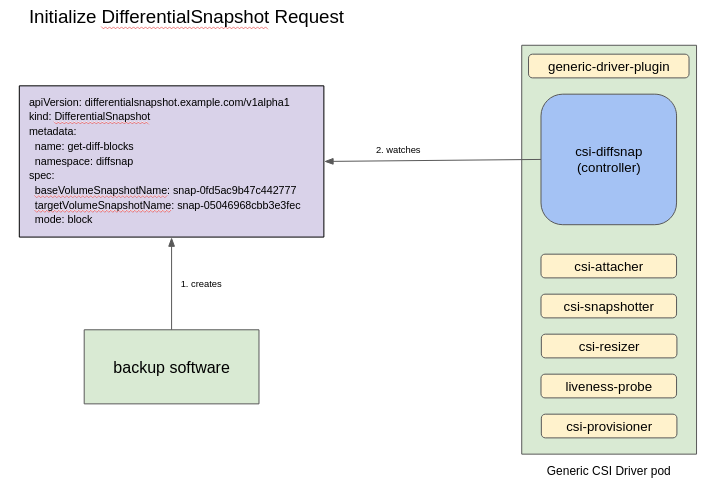 Initialize DifferentialSnapshot Request
apiVersion: differentialsnapshot.example.com/v1alpha1
kind: DifferentialSnapshot
metadata:
name: get-diff-blocks
namespace: diffsnap
spec:
baseVolumeSnapshotName: snap-0fd5ac9b47c442777
targetVolumeSnapshotName: snap-05046968cbb3e3fec
mode: block
1. creates
backup software
2. watches
generic-driver-plugin
csi-diffsnap
(controller)
csi-attacher
csi-snapshotter
csi-resizer
liveness-probe
csi-provisioner
Generic CSI Driver pod